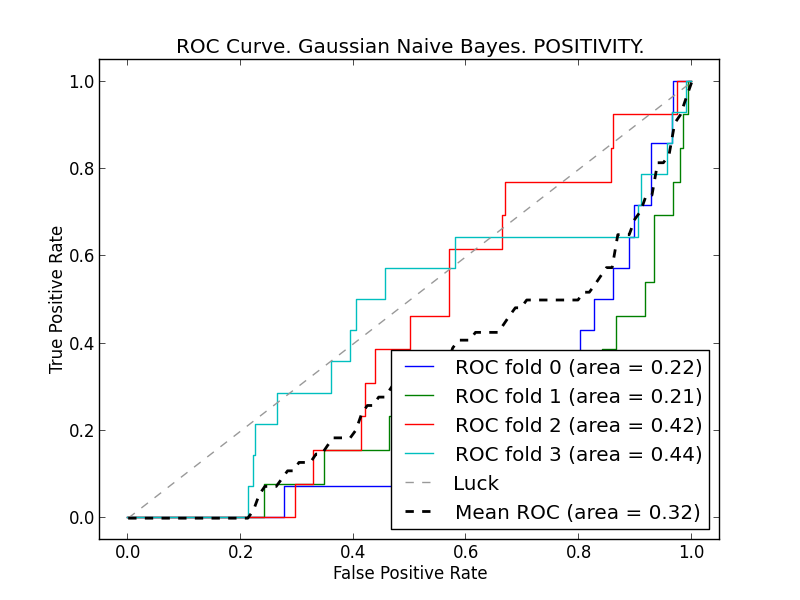 ROC Curve. Gaussian Naive Bayes. POSITIVITY.
True Positive Rate
1.0
0.8
0.6
0.4
0.2
0.0
ROC fold 0 (area = 0.22)
ROC fold 1 (area = 0.21)
ROC fold 2 (area = 0.42)
ROC fold 3 (area = 0.44)
Luck
Mean ROC (area = 0.32)
0.0 0.2 0.4 0.6 0.8 1.0
False Positive Rate